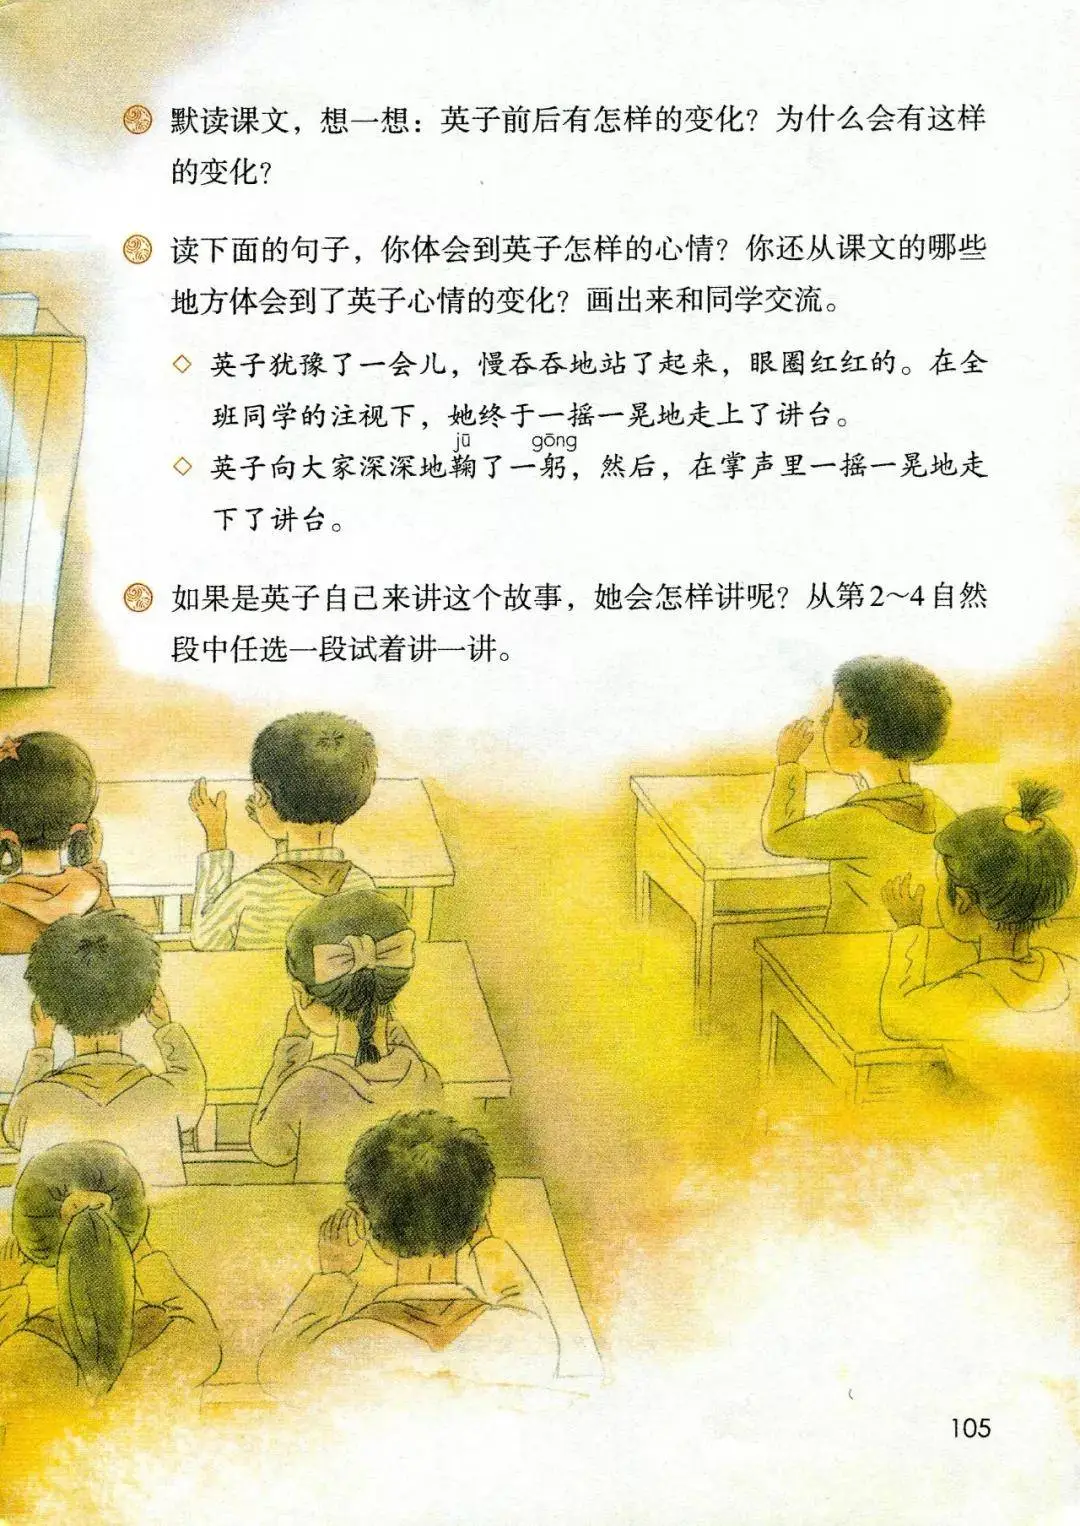 默读课文，想一想：英子前后有怎样的变化？为什么会有这样
的变化？
读下面的句子，你体会到英子怎样的心情？你还从课文的哪些
地方体会到了英子心情的变化？画出来和同学交流。
◇ 英子犹豫了一会儿，慢吞吞地站了起来，眼圈红红的。在全
班同学的注视下，她终于一摇一晃地走上了讲台。
jū gōng
◇ 英子向大家深深地鞠了一躬，然后，在掌声里一摇一晃地走
下了讲台。
如果是英子自己来讲这个故事，她会怎样讲呢？从第2～4自然
段中任选一段试着讲一讲。
105